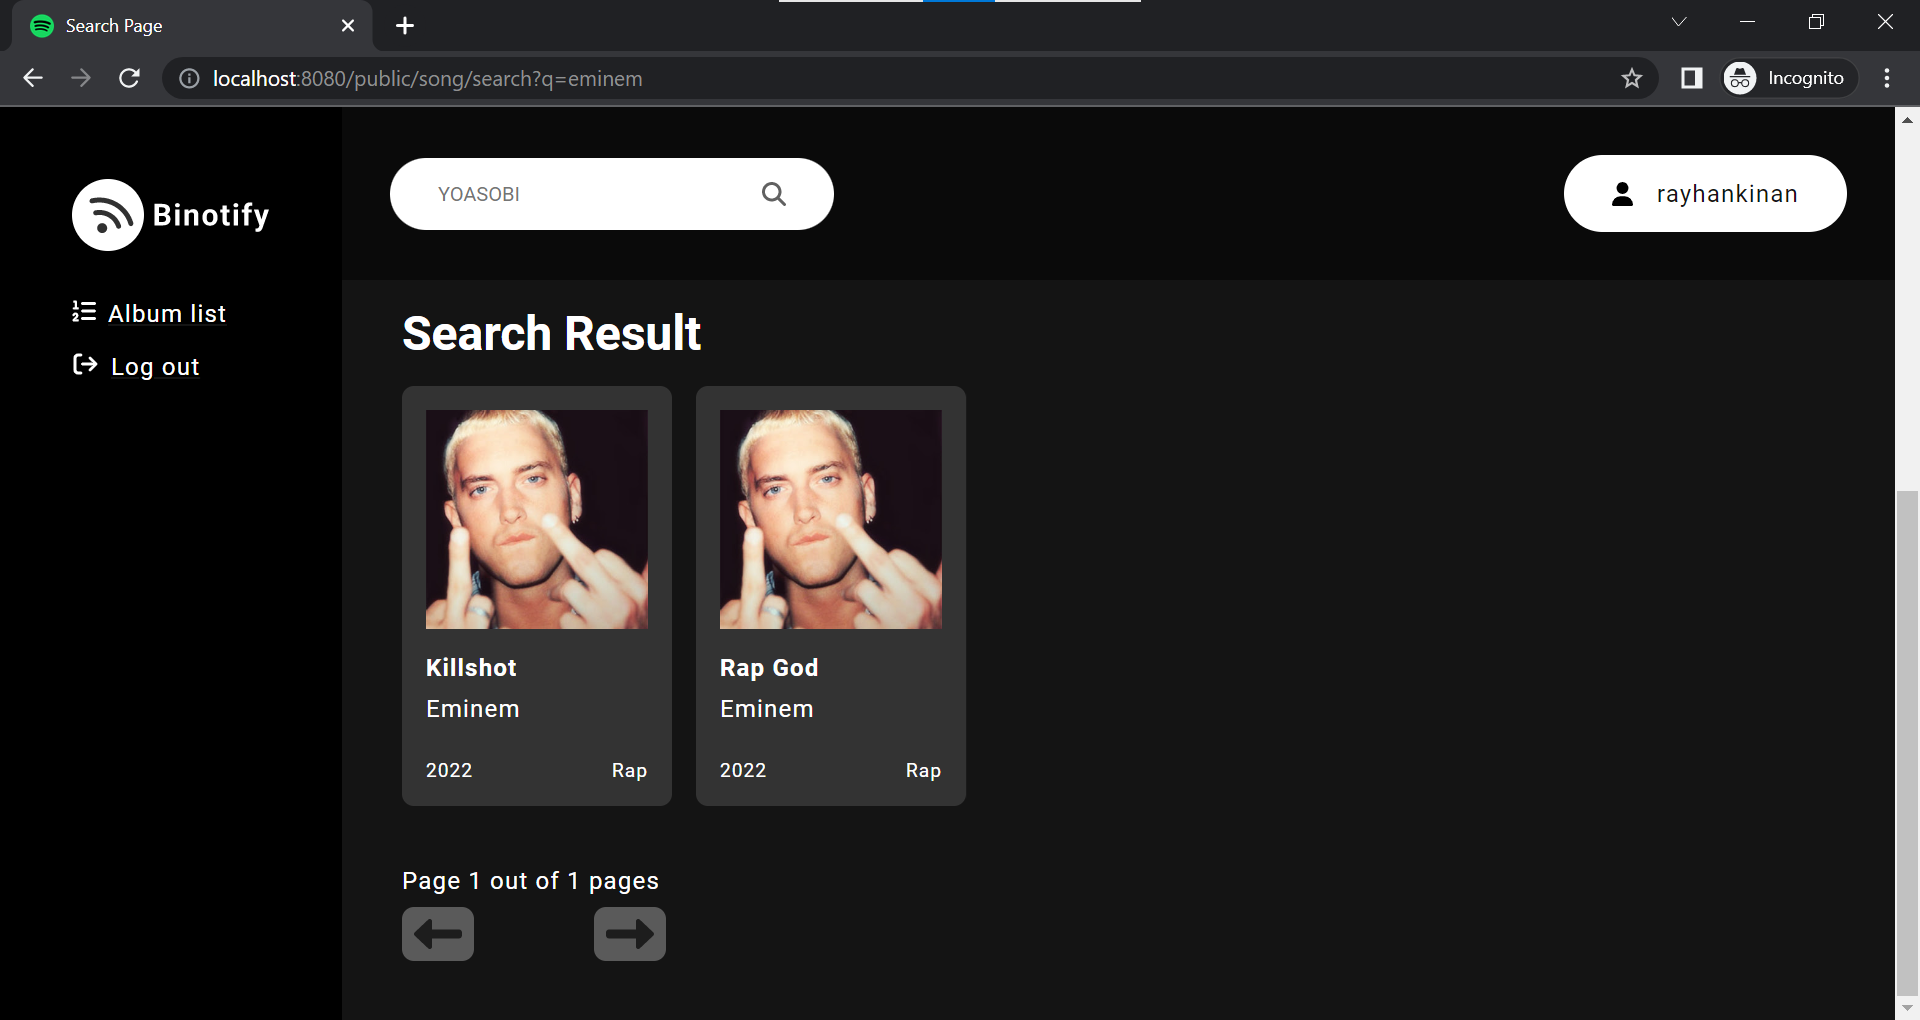 Search Page
localhost:8080/public/song/search?q=eminem
Incognito
Binotify
YOASOBI
rayhankinan
Album list
Log out
Search Result
Killshot
Eminem
2022 Rap
Rap God
Eminem
2022 Rap
Page 1 out of 1 pages